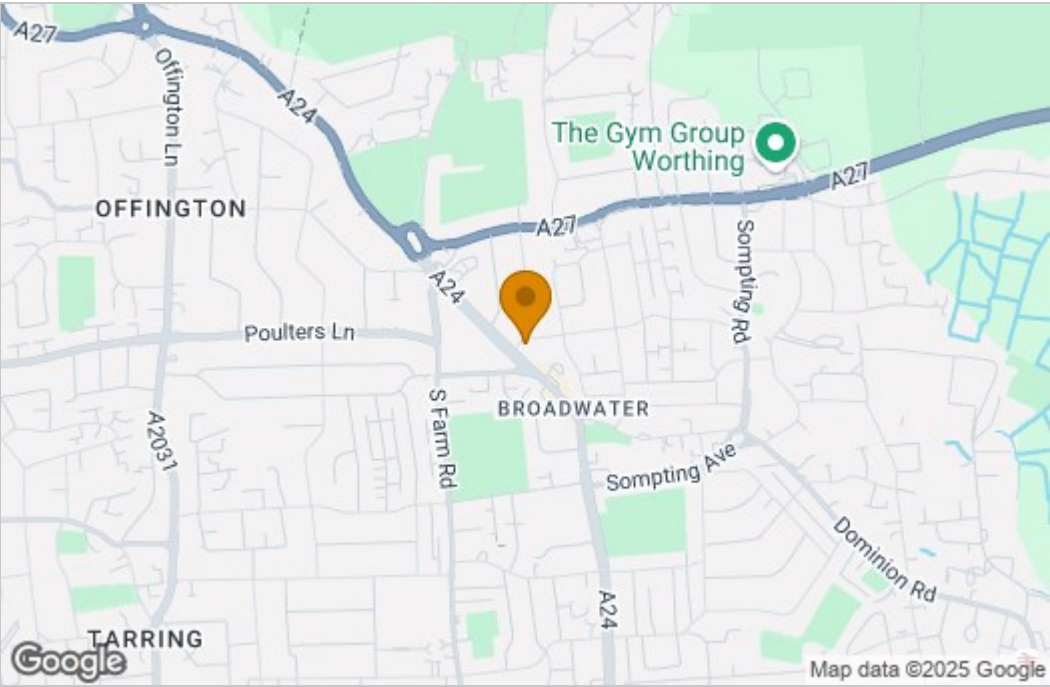 A27
Offington Ln
A24
The Gym Group
Worthing
A27
OFFINGTON
A27
A24
Sompting Rd
Poulters Ln
S Farm Rd
BROADWATER
A2031
Sompting Ave
Dominion Rd
A24
TARRING
Google
Map data ©2025 Google